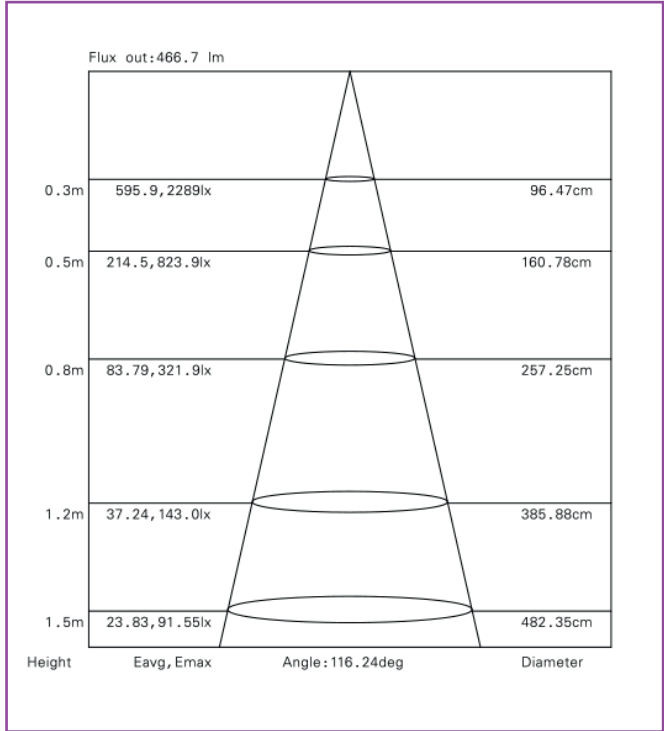 Flux out:466.7 lm
0.3m 595.9,2289lx 96.47cm
0.5m 214.5,823.9lx 160.78cm
0.8m 83.79,321.9lx 257.25cm
1.2m 37.24,143.0lx 385.88cm
1.5m 23.83,91.55lx 482.35cm
Height Eavg,Emax Angle:116.24deg Diameter